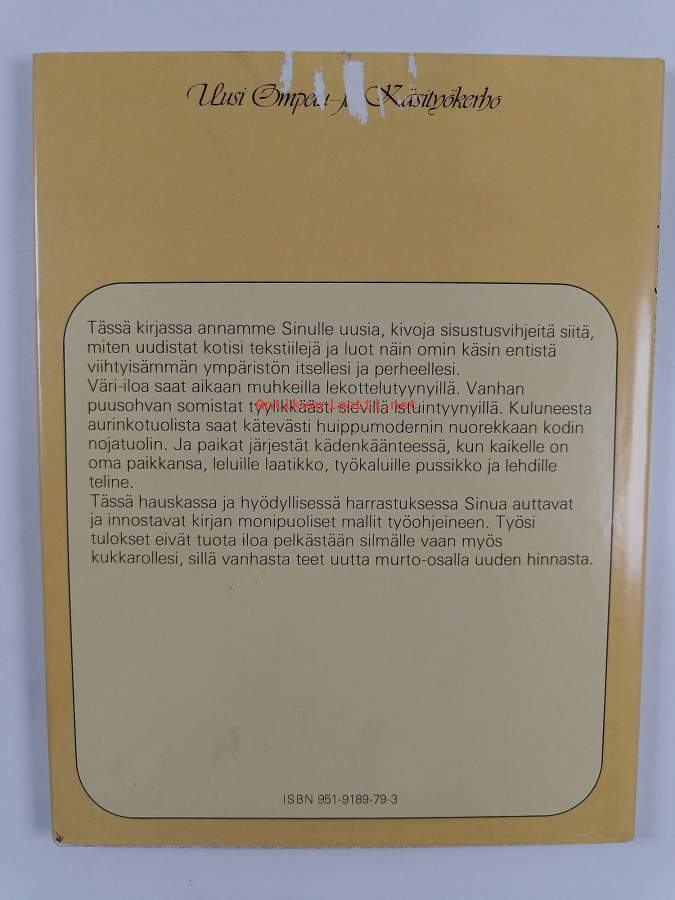 Uusi Ompelu-ja Käsityökerho
Tässä kirjassa annamme Sinulle uusia, kivoja sisustusvihjeitä siitä,
miten uudistat kotisi tekstiilejä ja luot näin omin käsin entistä
viihtyisämmän ympäristön itsellesi ja perheellesi.
Väri-iloa saat aikaan muhkeilla lekottelutyynyillä. Vanhan
puusohvan somistat tyylikkäästi sievillä istuintyynyillä. Kuluneesta
Antikvariaatti.net
aurinkotuolista saat kätevästi huippumodernin nuorekkaan kodin
nojatuolin. Ja paikat järjestät kädenkäänteessä, kun kaikelle on
oma paikkansa, leluille laatikko, työkaluille pussikko ja lehdille
teline.
Tässä hauskassa ja hyödyllisessä harrastuksessa Sinua auttavat
ja innostavat kirjan monipuoliset mallit työohjeineen. Työsi
tulokset eivät tuota iloa pelkästään silmälle vaan myös
kukkarollesi, sillä vanhasta teet uutta murto-osalla uuden hinnasta.
ISBN 951-9189-79-3